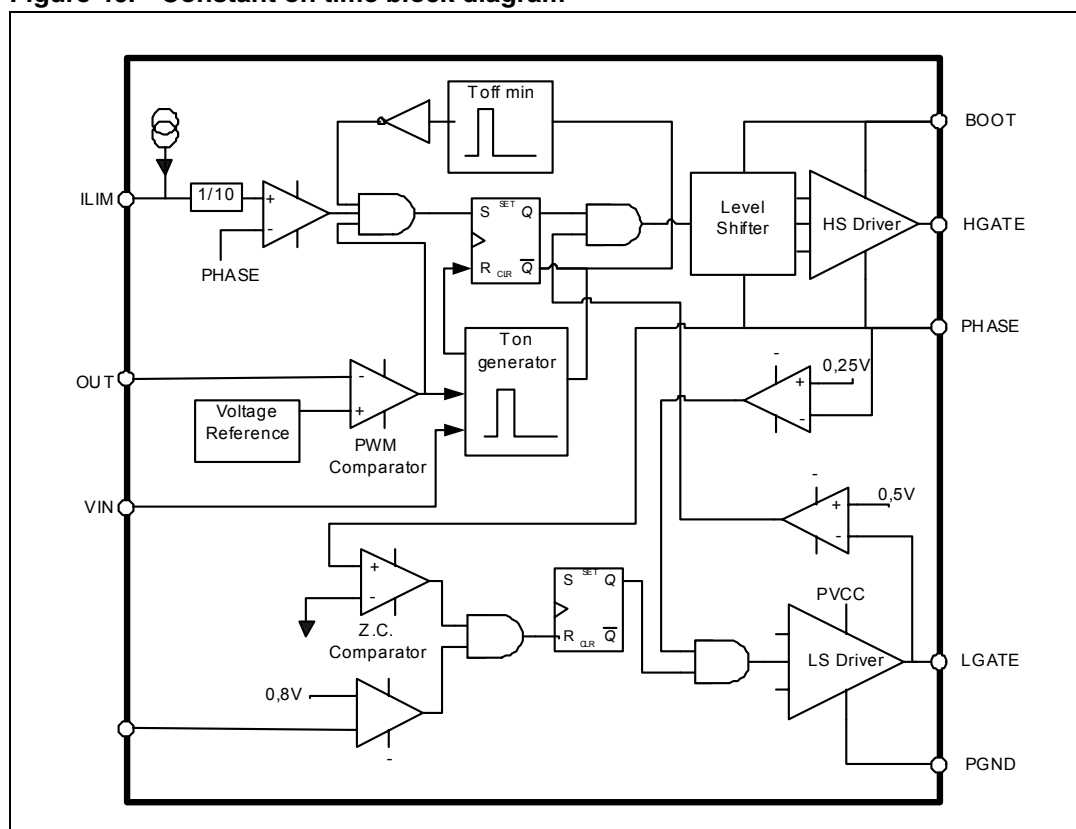 Figure 48. Constant on time block diagram
Toff min
BOOT
ILIM
1/10
+
-
PHASE
S SET Q
R CLR Q
Level
Shifter
HS Driver
HGATE
PHASE
Ton
generator
OUT
-
+
Voltage
Reference
PWM
Comparator
-
+
-
0,25V
VIN
-
+
-
0,5V
+
-
Z.C.
Comparator
S SET Q
R CLR Q
PVCC
LS Driver
LGATE
0,8V
-
PGND